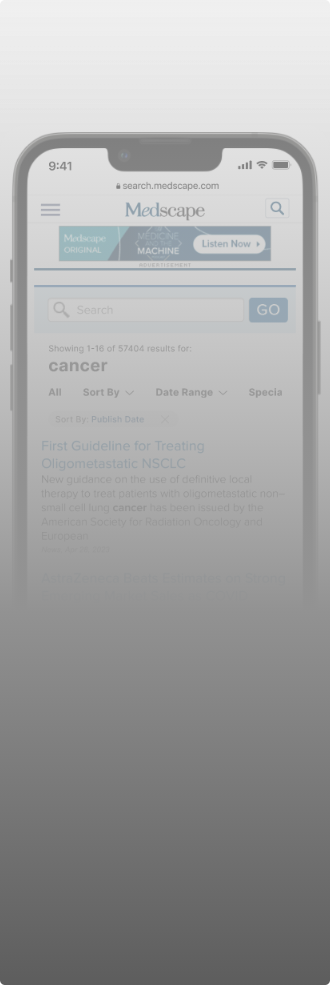 9:41
search.medscape.com
Medscape
Medscape
ORIGINAL
MEDICINE
MACHINE
Listen Now
ADVERTISEMENT
Search
GO
Showing 1-16 of 57404 results for:
cancer
All Sort By Date Range Specia
Sort By: Publish Date ×
First Guideline for Treating
Oligometastatic NSCLC
New guidance on the use of definitive local
therapy to treat patients with oligometastatic non-
small cell lung cancer has been issued by the
American Society for Radiation Oncology and
European